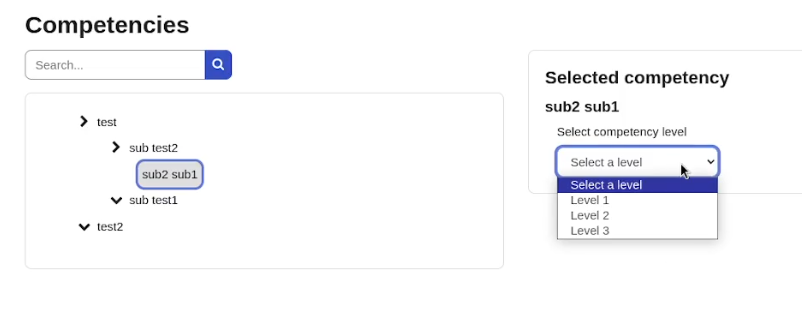 Competencies
Search...
test
sub test2
sub2 sub1
sub test1
test2
Selected competency
sub2 sub1
Select competency level
Select a level
Select a level
Level 1
Level 2
Level 3